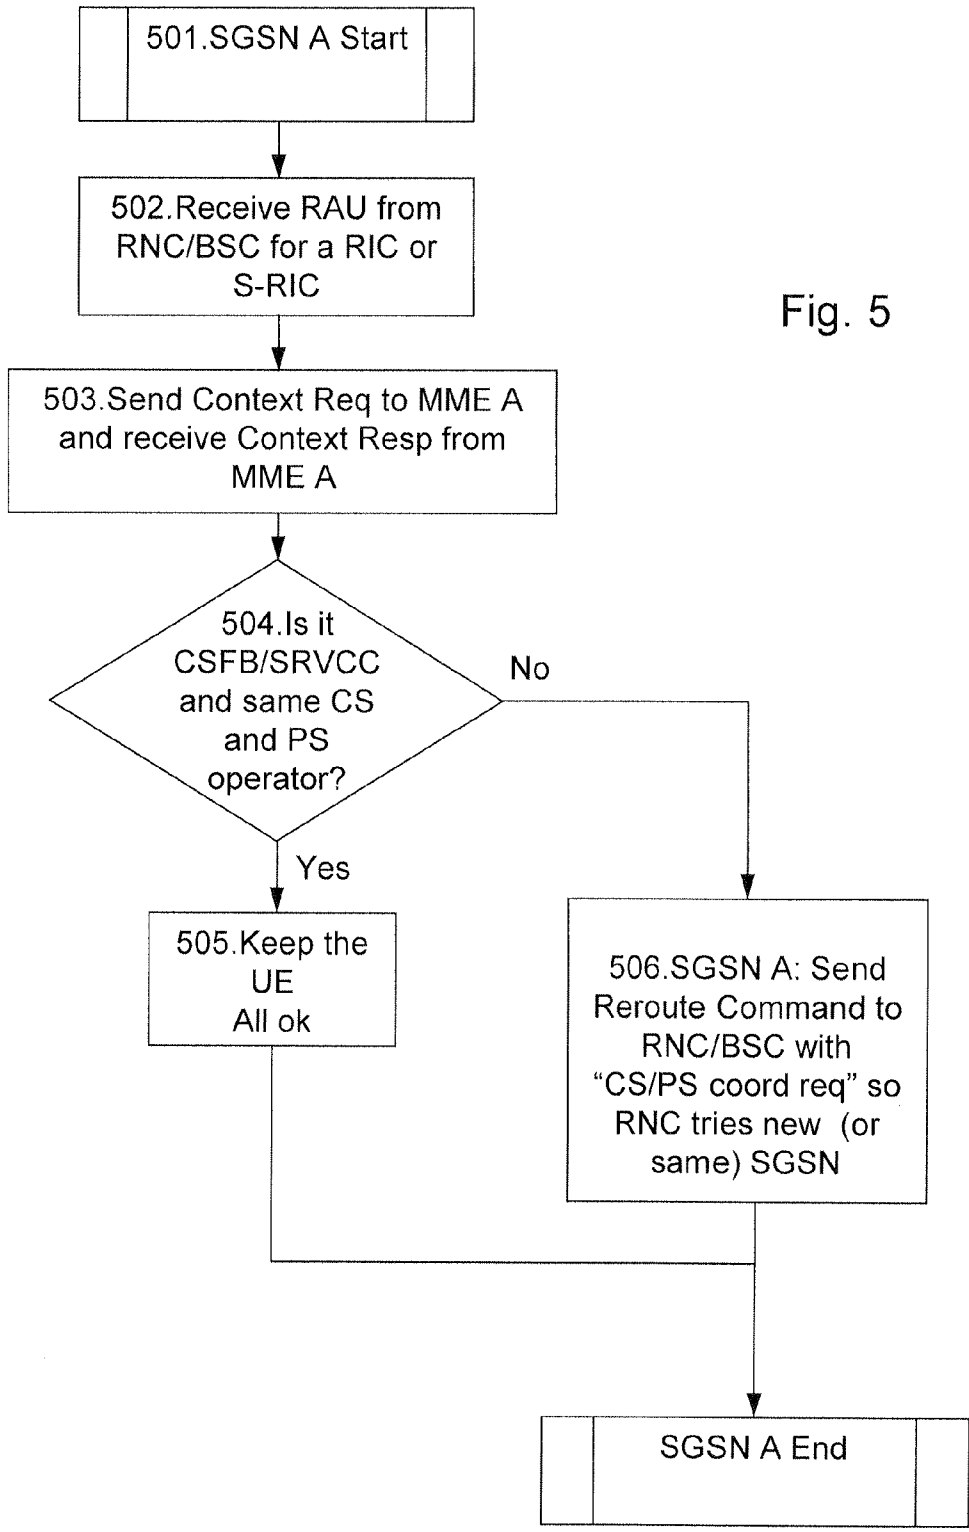 501.SGSN A Start
502.Receive RAU from
RNC/BSC for a RIC or
S-RIC
Fig. 5
503.Send Context Req to MME A
and receive Context Resp from
MME A
504.Is it
CSFB/SRVCC
and same CS
and PS
operator?
No
Yes
505.Keep the
UE
All ok
506.SGSN A: Send
Reroute Command to
RNC/BSC with
“CS/PS coord req” so
RNC tries new (or
same) SGSN
SGSN A End